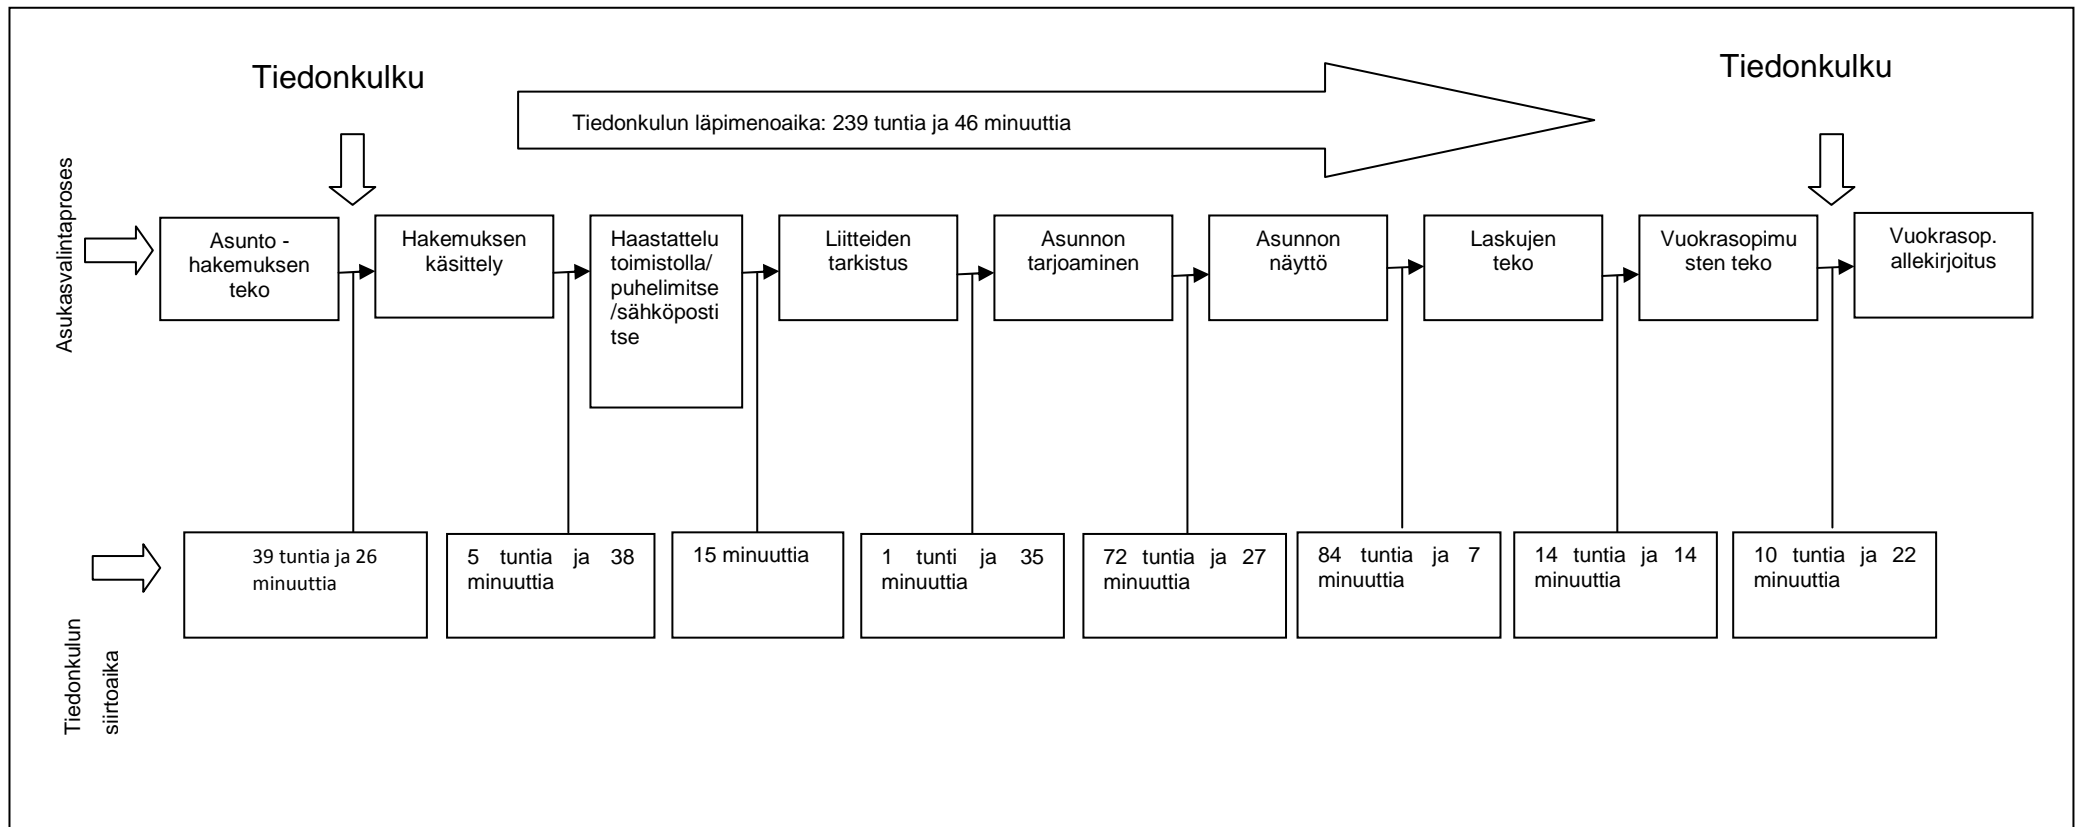 Tiedonkulku
Tiedonkulku
Tiedonkulun läpimenoaika: 239 tuntia ja 46 minuuttia
Asukasvalintaproses
Asunto -
hakemuksen
teko
Hakemuksen
käsittely
Haastattelu
toimistolla/
puhelimitse
/sähköposti
tse
Liitteiden
tarkistus
Asunnon
tarjoaminen
Asunnon
näyttö
Laskujen
teko
Vuokrasopimu
sten teko
Vuokrasop.
allekirjoitus
Tiedonkulun
siirtoaika
39 tuntia ja 26
minuuttia
5 tuntia ja 38
minuuttia
15 minuuttia
1 tunti ja 35
minuuttia
72 tuntia ja 27
minuuttia
84 tuntia ja 7
minuuttia
14 tuntia ja 14
minuuttia
10 tuntia ja 22
minuuttia